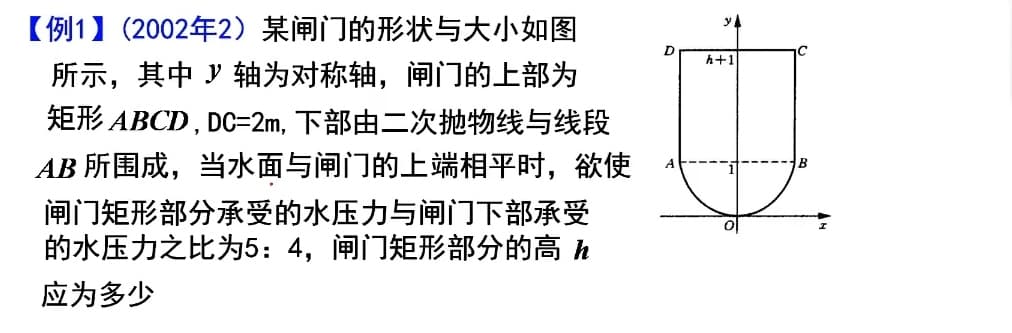 【例1】(2002年2) 某闸门的形状与大小如图
所示，其中 y 轴为对称轴，闸门的上部为
矩形 ABCD , DC=2m, 下部由二次抛物线与线段
AB 所围成，当水面与闸门的上端相平时，欲使
闸门矩形部分承受的水压力与闸门下部承受
的水压力之比为5：4，闸门矩形部分的高 h
应为多少
y
D
C
h+1
A
1
B
O
x